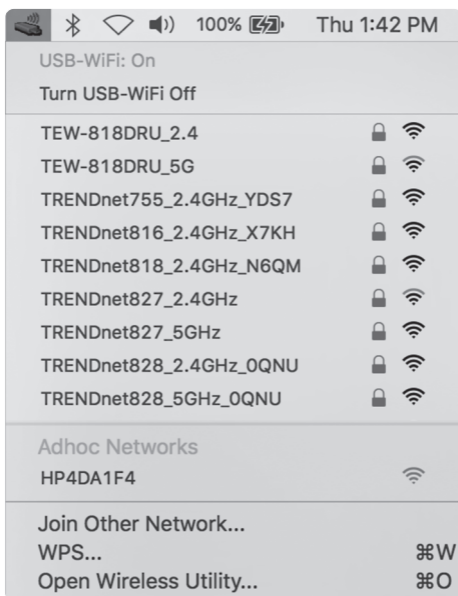 100% Thu 1:42 PM
USB-WiFi: On
Turn USB-WiFi Off
TEW-818DRU_2.4
TEW-818DRU_5G
TRENDnet755_2.4GHz_YDS7
TRENDnet816_2.4GHz_X7KH
TRENDnet818_2.4GHz_N6QM
TRENDnet827_2.4GHz
TRENDnet827_5GHz
TRENDnet828_2.4GHz_0QNU
TRENDnet828_5GHz_0QNU
Adhoc Networks
HP4DA1F4
Join Other Network...
WPS... ⌘W
Open Wireless Utility... ⌘O